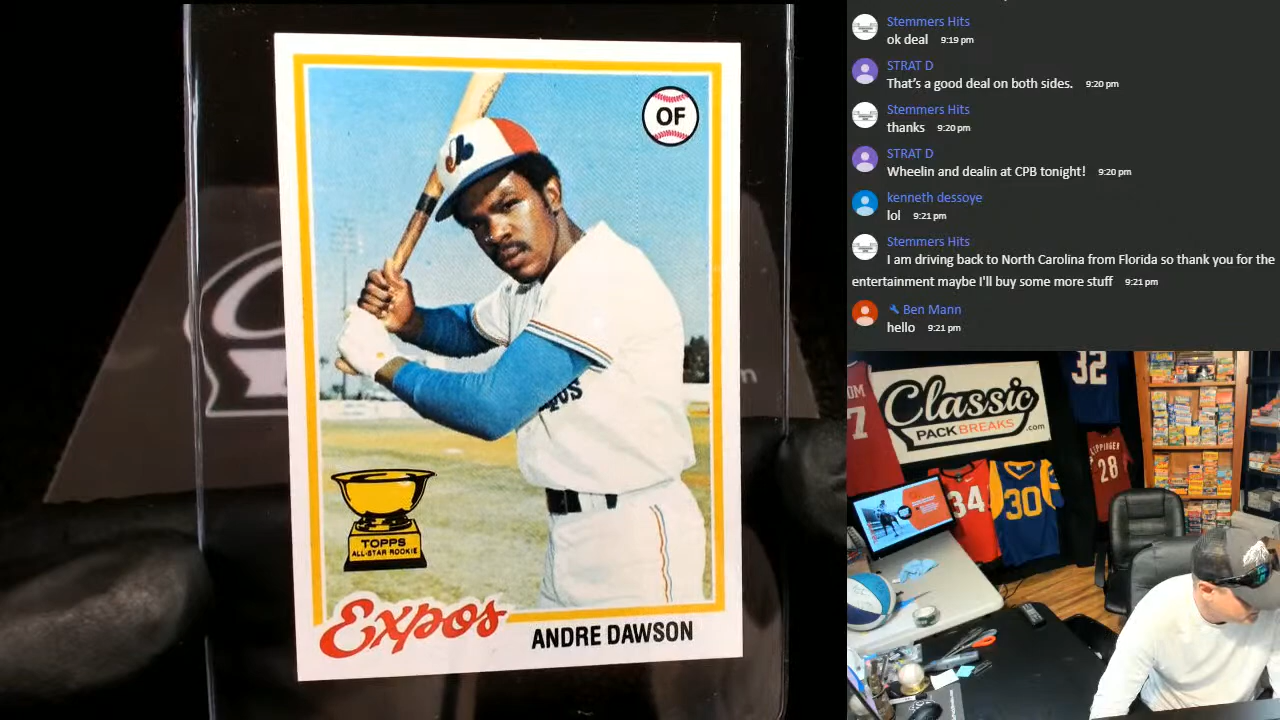 OF
TOPPS
ALL-STAR ROOKIE
Expos
ANDRE DAWSON
Stemmers Hits
ok deal 9:19 pm
STRAT D
That's a good deal on both sides. 9:20 pm
Stemmers Hits
thanks 9:20 pm
STRAT D
Wheelin and dealin at CPB tonight! 9:20 pm
kenneth dessoye
lol 9:21 pm
Stemmers Hits
I am driving back to North Carolina from Florida so thank you for the
entertainment maybe I'll buy some more stuff 9:21 pm
Ben Mann
hello 9:21 pm
32
7
Classic
PACK BREAKS
.com
28
34
30